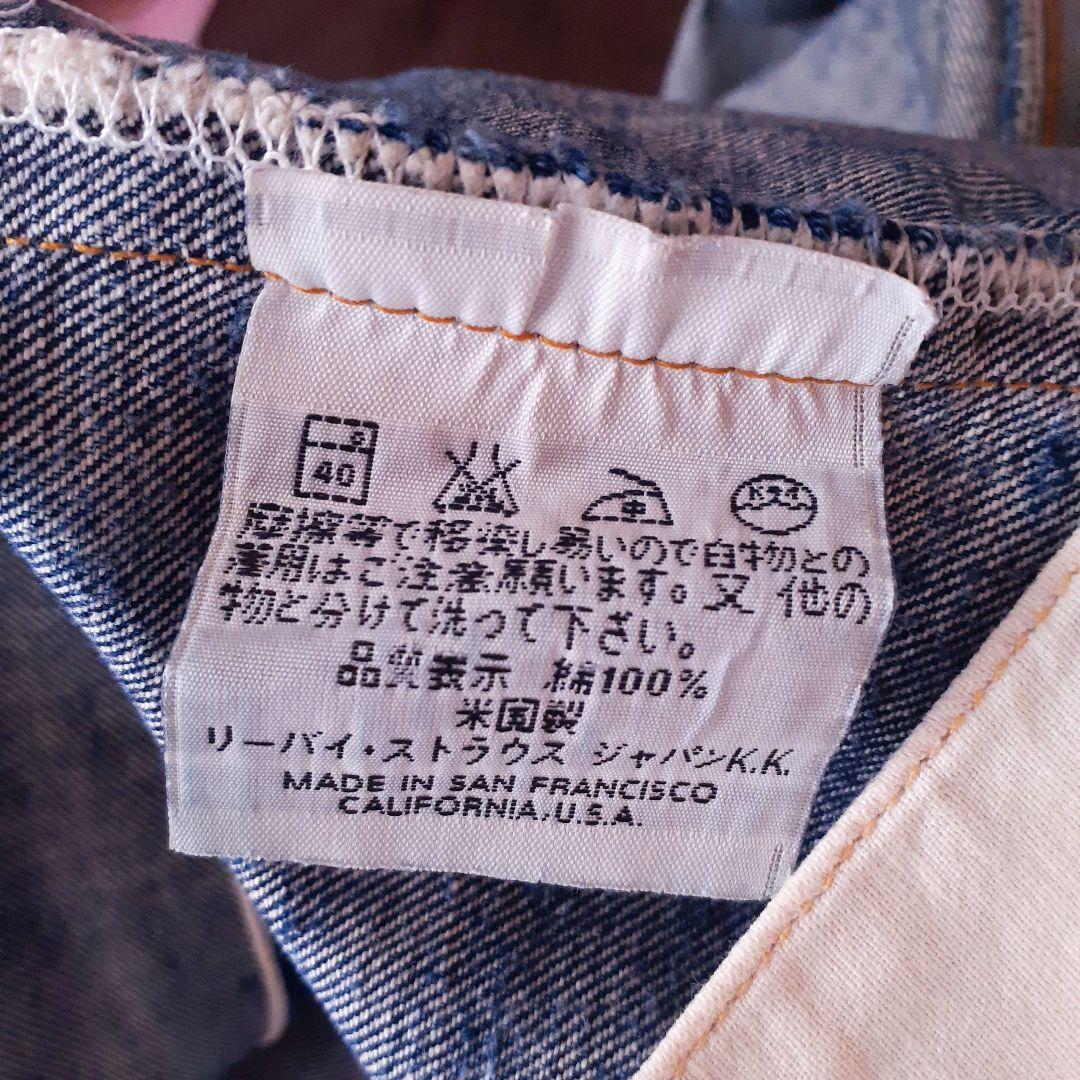 40
中
ドライ
摩擦等で移染し易いので白物との
着用はご注意願います。又他の
物と分けて洗って下さい。
品質表示 綿100%
米国製
リーバイ・ストラウス ジャパンK.K.
MADE IN SAN FRANCISCO
CALIFORNIA, U.S.A.